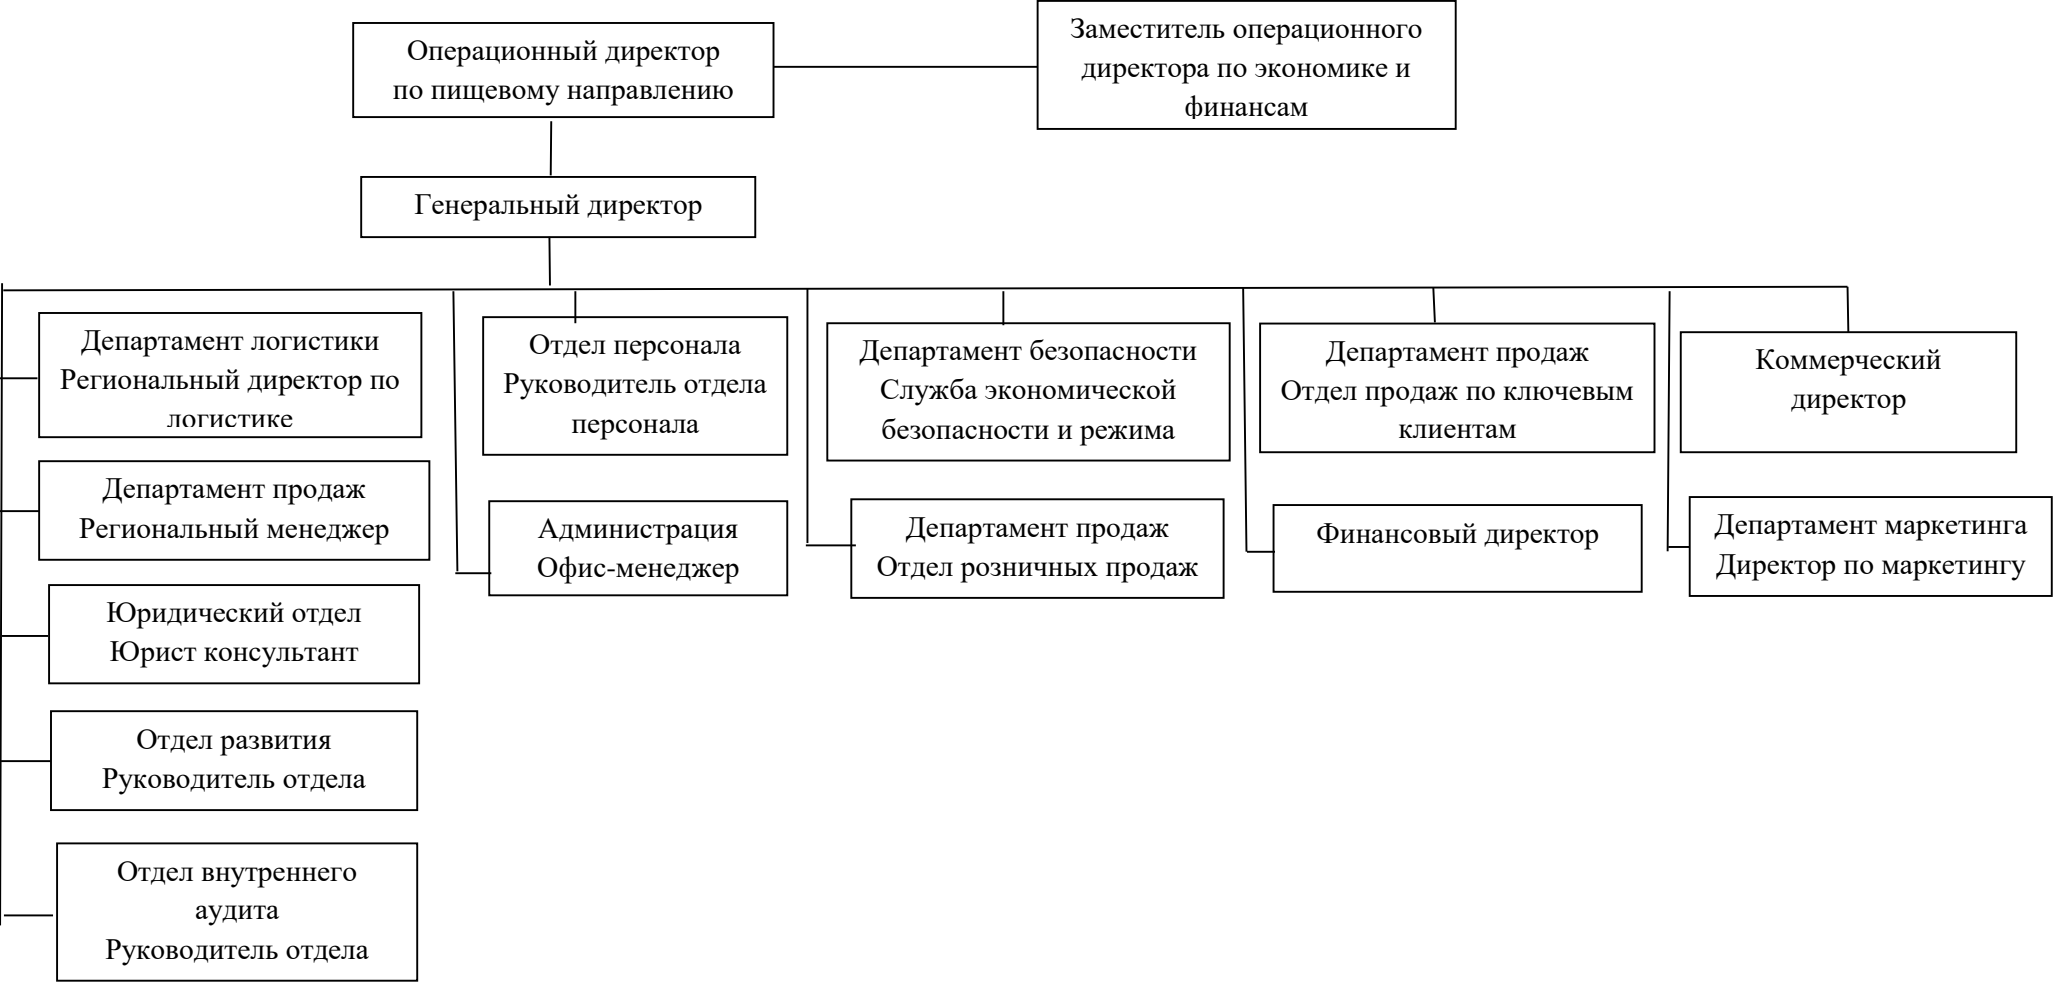 Операционный директор
по пищевому направлению
Заместитель операционного
директора по экономике и
финансам
Генеральный директор
Департамент логистики
Региональный директор по
логистике
Отдел персонала
Руководитель отдела
персонала
Департамент безопасности
Служба экономической
безопасности и режима
Департамент продаж
Отдел продаж по ключевым
клиентам
Коммерческий
директор
Департамент продаж
Региональный менеджер
Администрация
Офис-менеджер
Департамент продаж
Отдел розничных продаж
Финансовый директор
Департамент маркетинга
Директор по маркетингу
Юридический отдел
Юрист консультант
Отдел развития
Руководитель отдела
Отдел внутреннего
аудита
Руководитель отдела